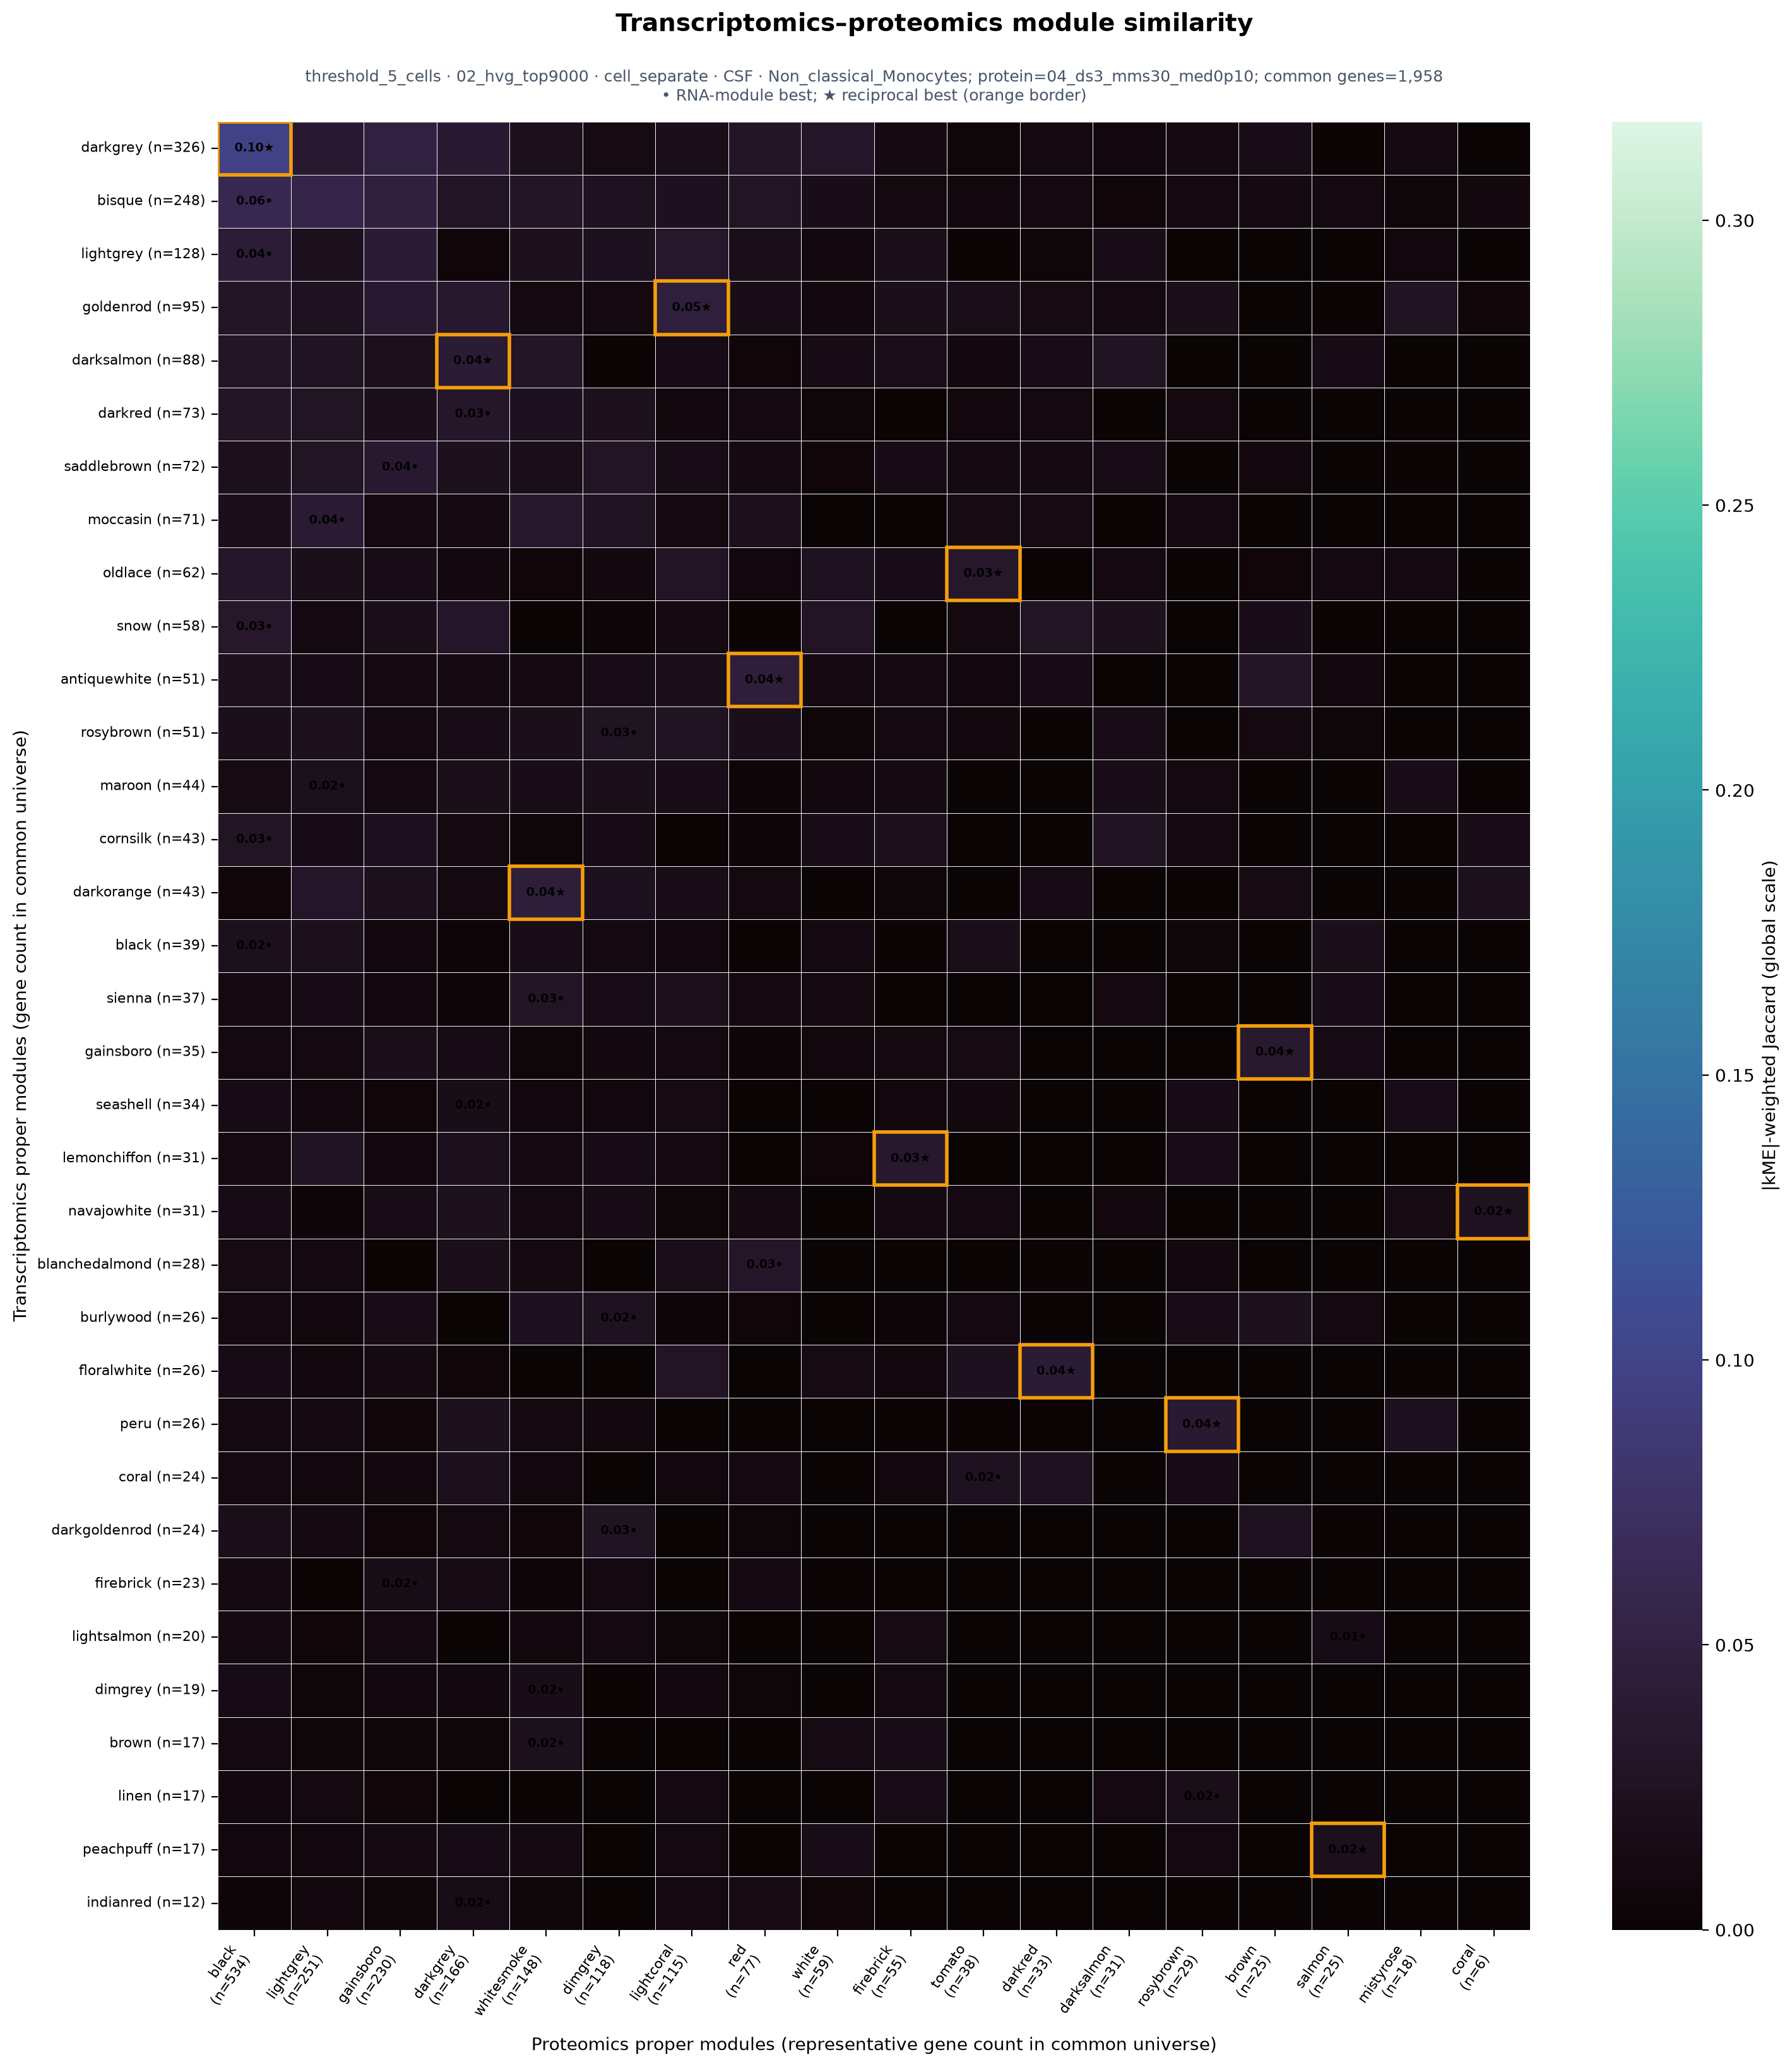 Transcriptomics–proteomics module similarity
threshold_5_cells · 02_hvg_top9000 · cell_separate · CSF · Non_classical_Monocytes; protein=04_ds3_mms30_med0p10; common genes=1,958
• RNA-module best; ★ reciprocal best (orange border)
Transcriptomics proper modules (gene count in common universe)
darkgrey (n=326)
0.10★
bisque (n=248)
0.06•
lightgrey (n=128)
0.04•
goldenrod (n=95)
0.05★
darksalmon (n=88)
0.04★
darkred (n=73)
0.03•
saddlebrown (n=72)
0.04•
moccasin (n=71)
0.04•
oldlace (n=62)
0.03★
snow (n=58)
0.03•
antiquewhite (n=51)
0.04★
rosybrown (n=51)
0.03•
maroon (n=44)
0.02•
cornsilk (n=43)
0.03•
darkorange (n=43)
0.04★
black (n=39)
0.02•
sienna (n=37)
0.03•
gainsboro (n=35)
0.04★
seashell (n=34)
0.02•
lemonchiffon (n=31)
0.03★
navajowhite (n=31)
0.02★
blanchedalmond (n=28)
0.03•
burlywood (n=26)
0.02•
floralwhite (n=26)
0.04★
peru (n=26)
0.04★
coral (n=24)
0.02•
darkgoldenrod (n=24)
0.03•
firebrick (n=23)
0.02•
lightsalmon (n=20)
0.01•
dimgrey (n=19)
0.02•
brown (n=17)
0.02•
linen (n=17)
0.02•
peachpuff (n=17)
0.02★
indianred (n=12)
0.02•
black
(n=534)
lightgrey
(n=251)
gainsboro
(n=230)
darkgrey
(n=166)
whitesmoke
(n=148)
dimgrey
(n=118)
lightcoral
(n=115)
red
(n=77)
white
(n=59)
firebrick
(n=55)
tomato
(n=38)
darkred
(n=33)
darksalmon
(n=31)
rosybrown
(n=29)
brown
(n=25)
salmon
(n=25)
mistyrose
(n=18)
coral
(n=6)
Proteomics proper modules (representative gene count in common universe)
0.30
0.25
0.20
0.15
0.10
0.05
0.00
|kME|-weighted Jaccard (global scale)